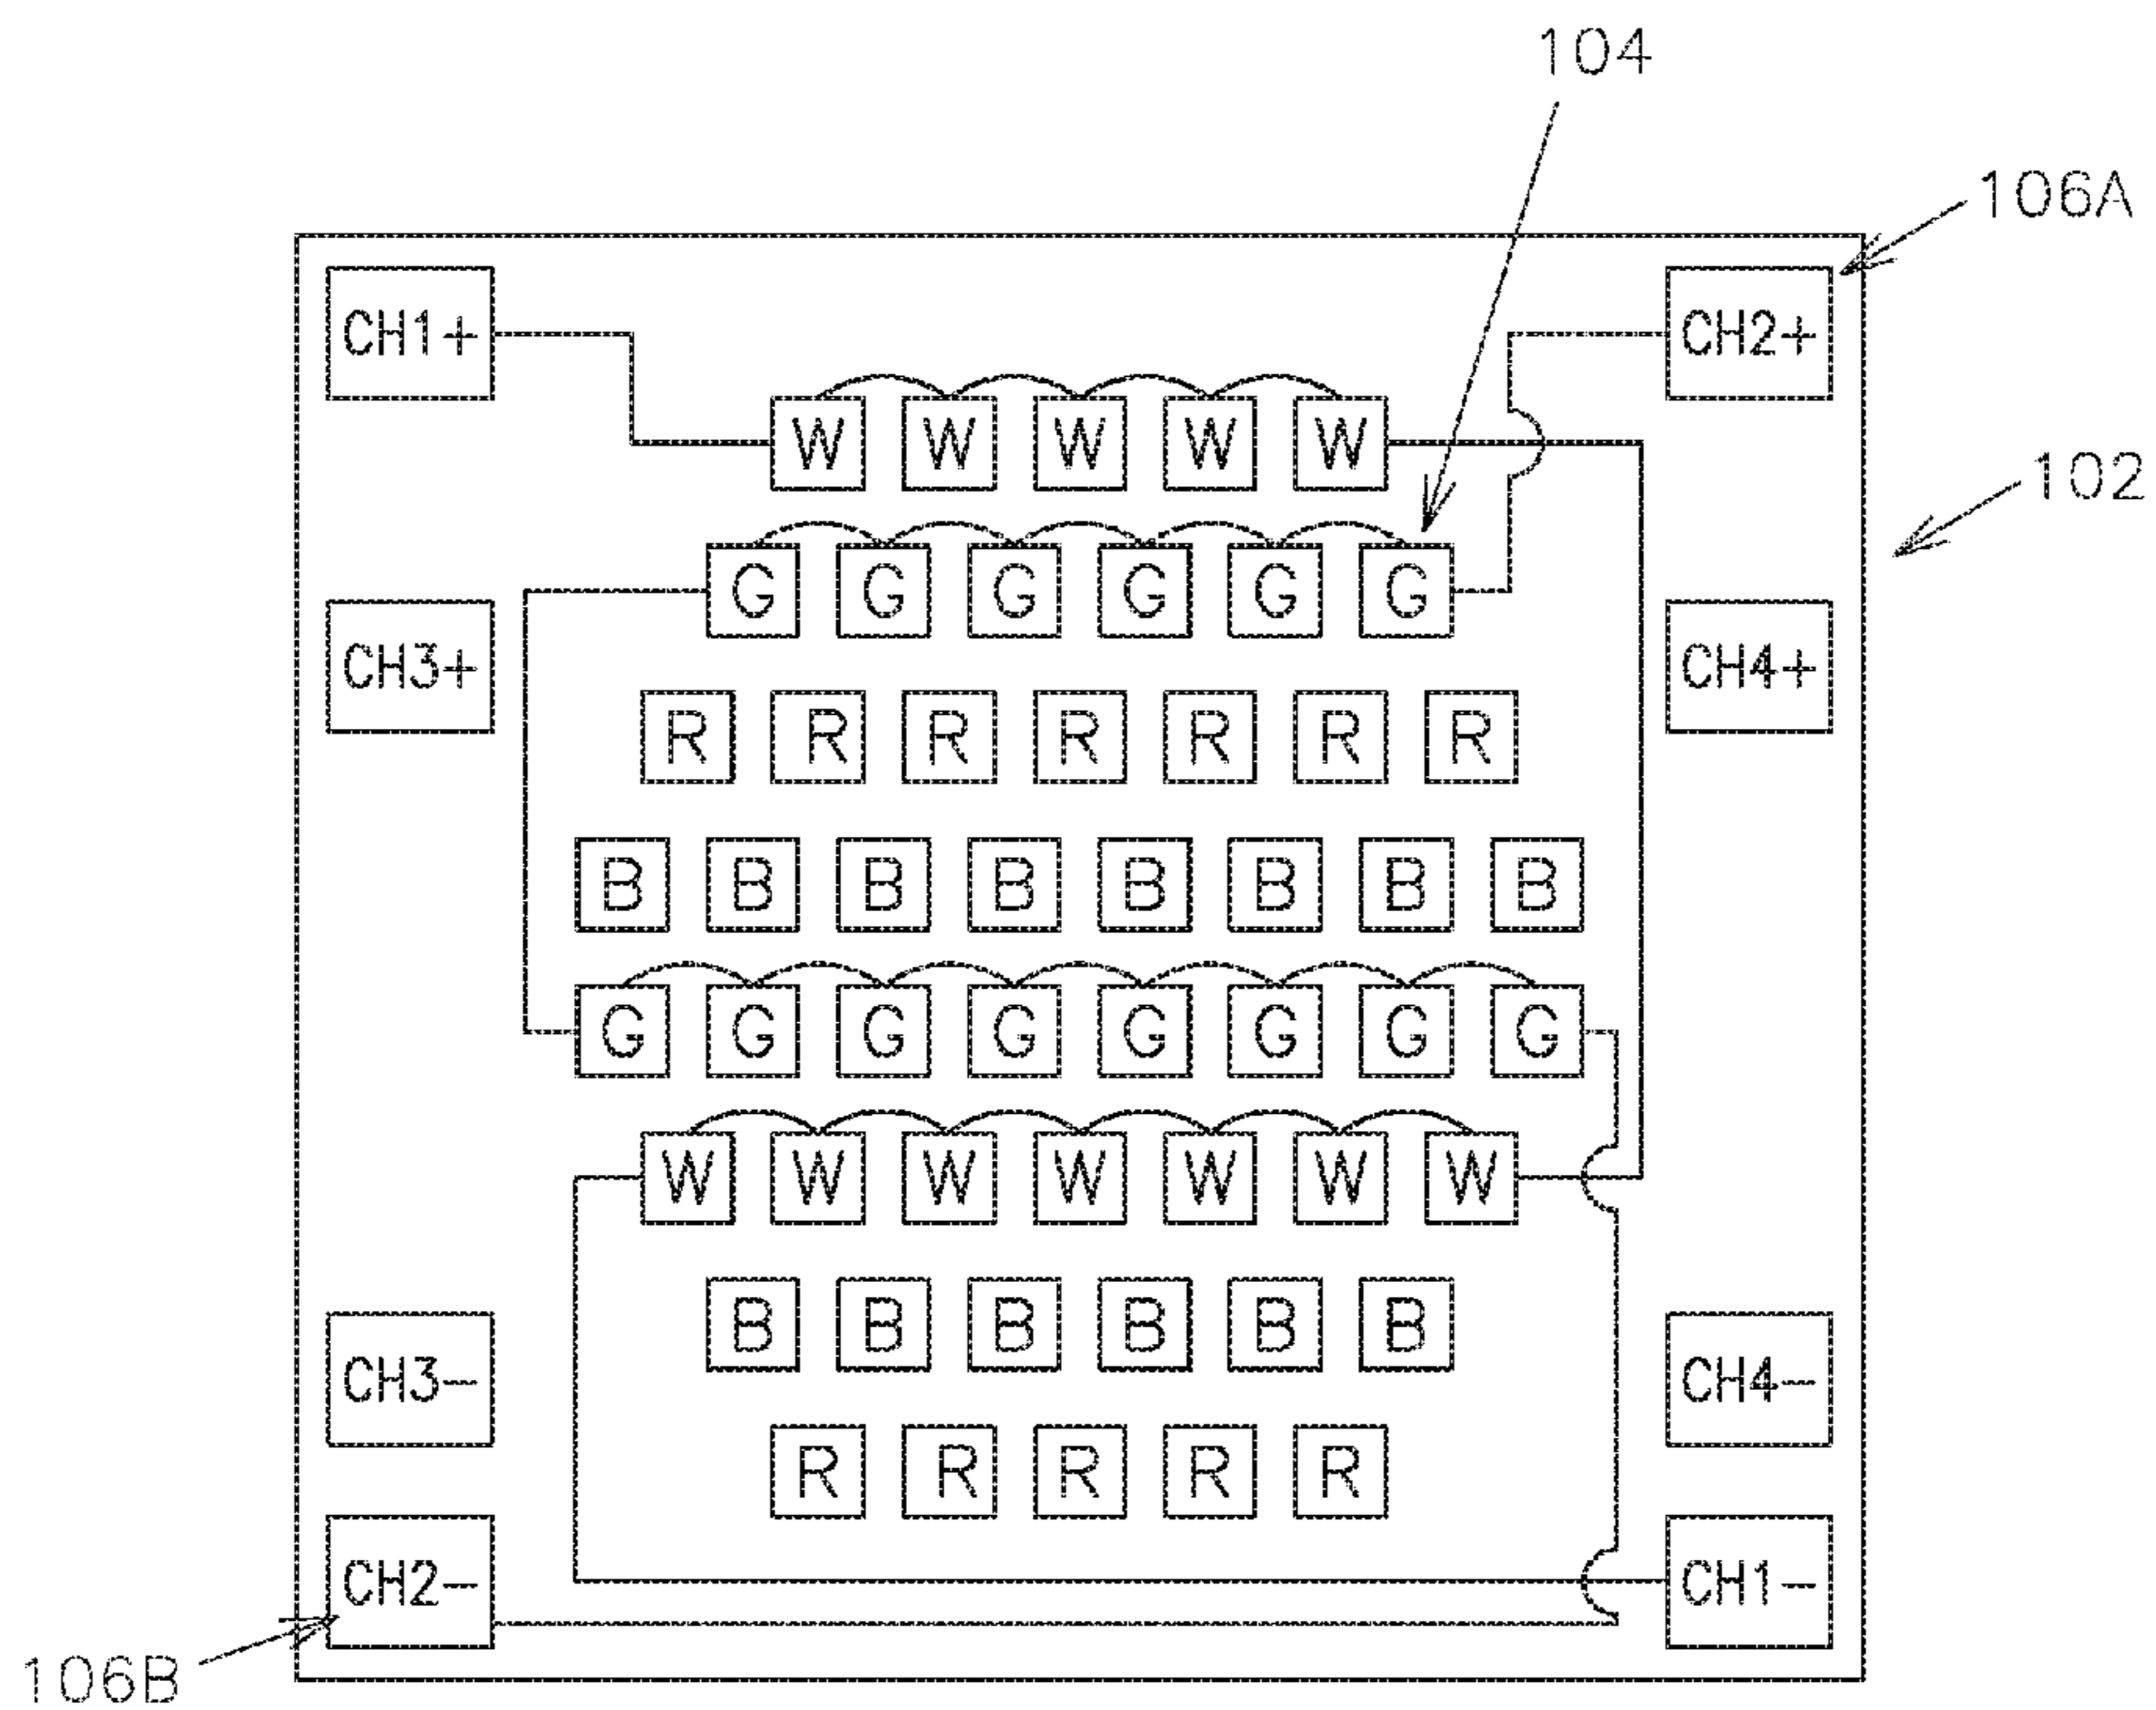 104
106A
CH1+ CH2+
W W W W W
102
G G G G G G
CH3+ CH4+
R R R R R R R
B B B B B B B B
G G G G G G G G
W W W W W W W
B B B B B B
CH3- CH4-
R R R R R
CH2- CH1-
106B